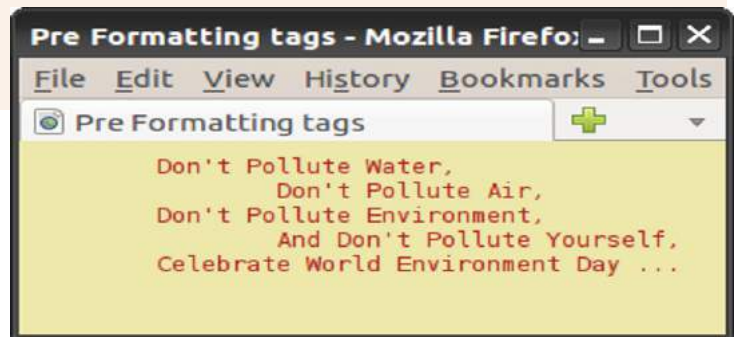 Pre Formatting tags - Mozilla Firefo
File Edit View History Bookmarks Tools
Pre Formatting tags
Don't Pollute Water,
Don't Pollute Air,
Don't Pollute Environment,
And Don't Pollute Yourself,
Celebrate World Environment Day ...